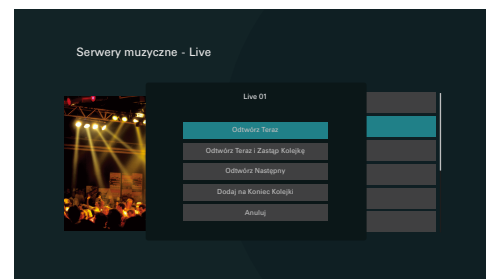 Serwery muzyczne - Live
Live 01
Odtwórz Teraz
Odtwórz Teraz i Zastąp Kolejkę
Odtwórz Następny
Dodaj na Koniec Kolejki
Anuluj